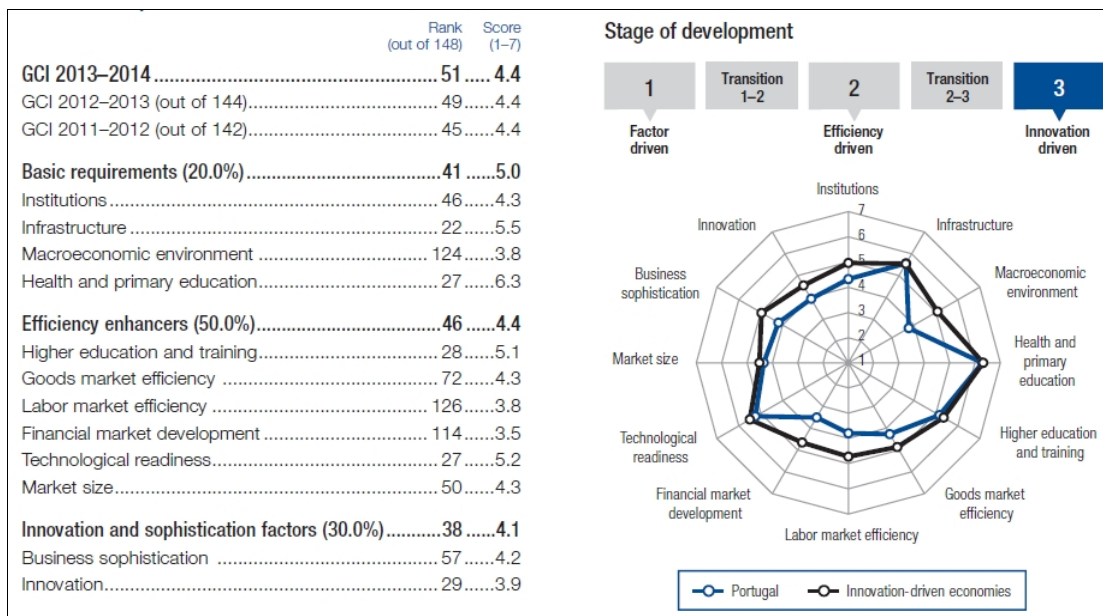 Rank Score
(out of 148) (1–7)
GCI 2013–2014 51 4.4
GCI 2012–2013 (out of 144) 49 4.4
GCI 2011–2012 (out of 142) 45 4.4
Basic requirements (20.0%) 41 5.0
Institutions 46 4.3
Infrastructure 22 5.5
Macroeconomic environment 124 3.8
Health and primary education 27 6.3
Efficiency enhancers (50.0%) 46 4.4
Higher education and training 28 5.1
Goods market efficiency 72 4.3
Labor market efficiency 126 3.8
Financial market development 114 3.5
Technological readiness 27 5.2
Market size 50 4.3
Innovation and sophistication factors (30.0%) 38 4.1
Business sophistication 57 4.2
Innovation 29 3.9
Stage of development
1
Transition
1–2
2
Transition
2–3
3
Factor
driven
Efficiency
driven
Innovation
driven
Institutions
Infrastructure
Macroeconomic
environment
Health and
primary
education
Higher education
and training
Goods market
efficiency
Labor market efficiency
Financial market
development
Technological
readiness
Market size
Business
sophistication
Innovation
7
6
5
4
3
2
1
Portugal
Innovation-driven economies